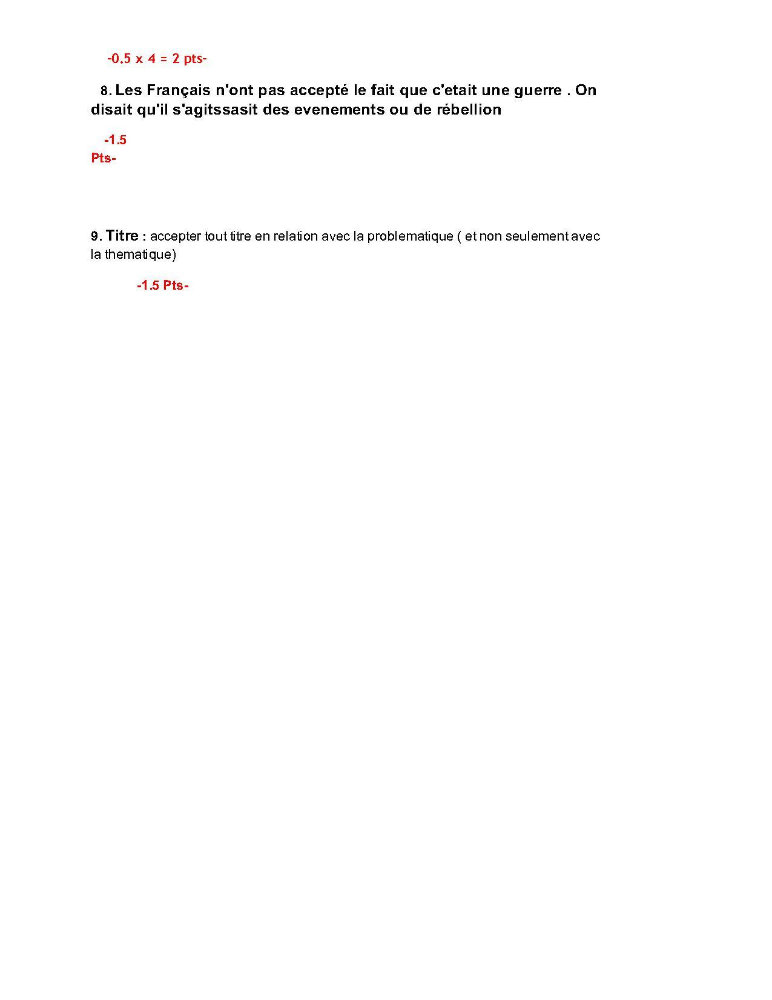 -0.5 x 4 = 2 pts-
8. Les Français n'ont pas accepté le fait que c'etait une guerre . On
disait qu'il s'agitssasit des evenements ou de rébellion
-1.5
Pts-
9. Titre : accepter tout titre en relation avec la problematique ( et non seulement avec
la thematique)
-1.5 Pts-